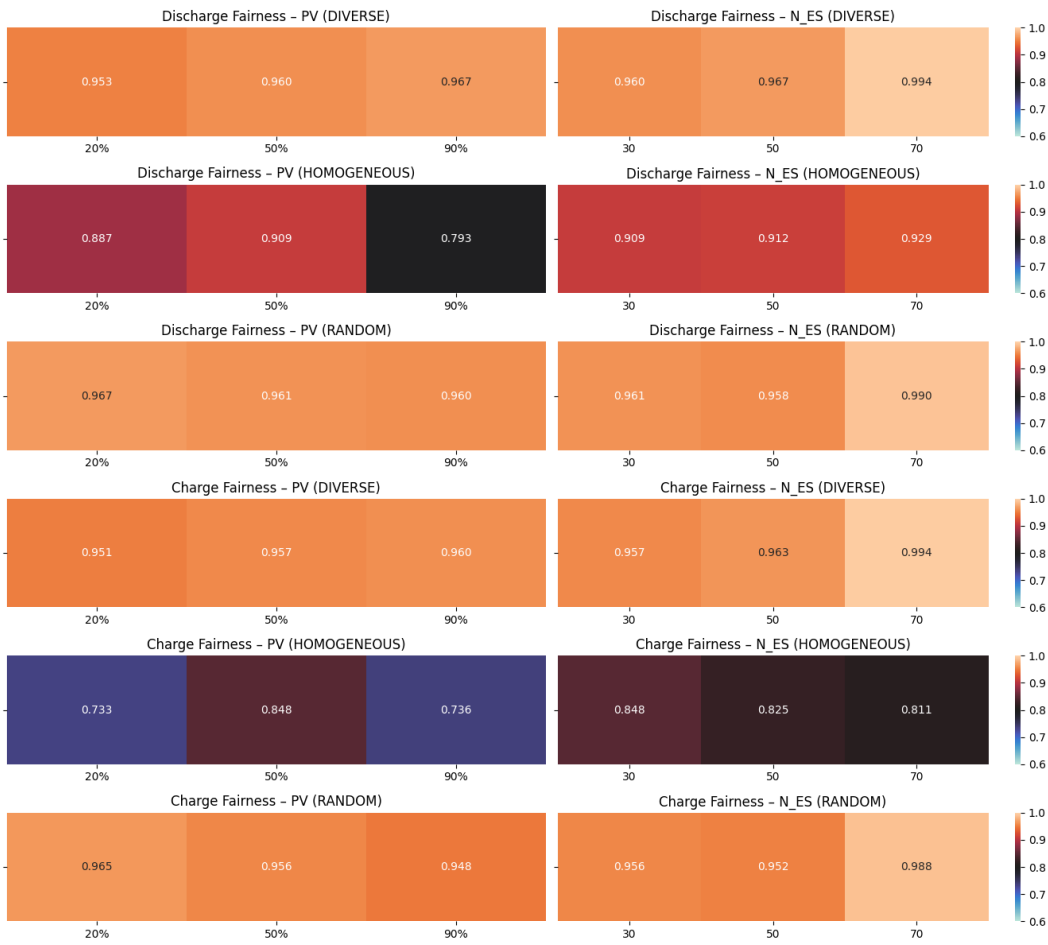 Discharge Fairness – PV (DIVERSE)
0.953 0.960 0.967
20% 50% 90%
Discharge Fairness – N_ES (DIVERSE)
0.960 0.967 0.994
30 50 70
1.0
0.9
0.8
0.7
0.6
Discharge Fairness – PV (HOMOGENEOUS)
0.887 0.909 0.793
20% 50% 90%
Discharge Fairness – N_ES (HOMOGENEOUS)
0.909 0.912 0.929
30 50 70
1.0
0.9
0.8
0.7
0.6
Discharge Fairness – PV (RANDOM)
0.967 0.961 0.960
20% 50% 90%
Discharge Fairness – N_ES (RANDOM)
0.961 0.958 0.990
30 50 70
1.0
0.9
0.8
0.7
0.6
Charge Fairness – PV (DIVERSE)
0.951 0.957 0.960
20% 50% 90%
Charge Fairness – N_ES (DIVERSE)
0.957 0.963 0.994
30 50 70
1.0
0.9
0.8
0.7
0.6
Charge Fairness – PV (HOMOGENEOUS)
0.733 0.848 0.736
20% 50% 90%
Charge Fairness – N_ES (HOMOGENEOUS)
0.848 0.825 0.811
30 50 70
1.0
0.9
0.8
0.7
0.6
Charge Fairness – PV (RANDOM)
0.965 0.956 0.948
20% 50% 90%
Charge Fairness – N_ES (RANDOM)
0.956 0.952 0.988
30 50 70
1.0
0.9
0.8
0.7
0.6